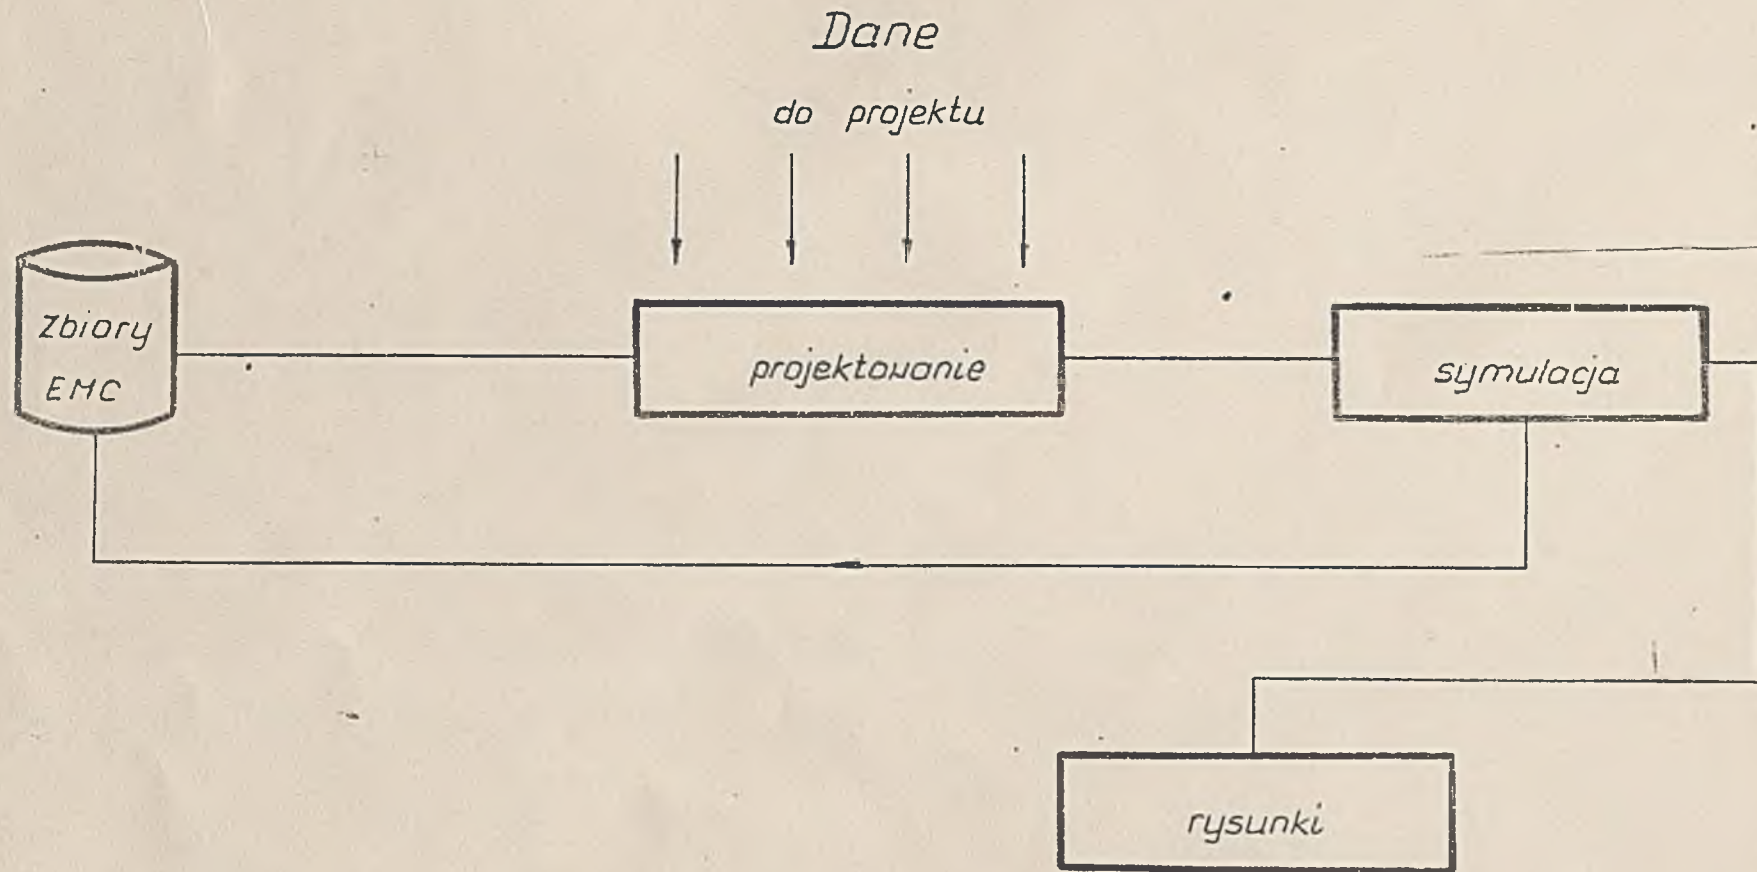 Dane
do projektu
Zbiory
EMC
projektowanie
symulacja
rysunki